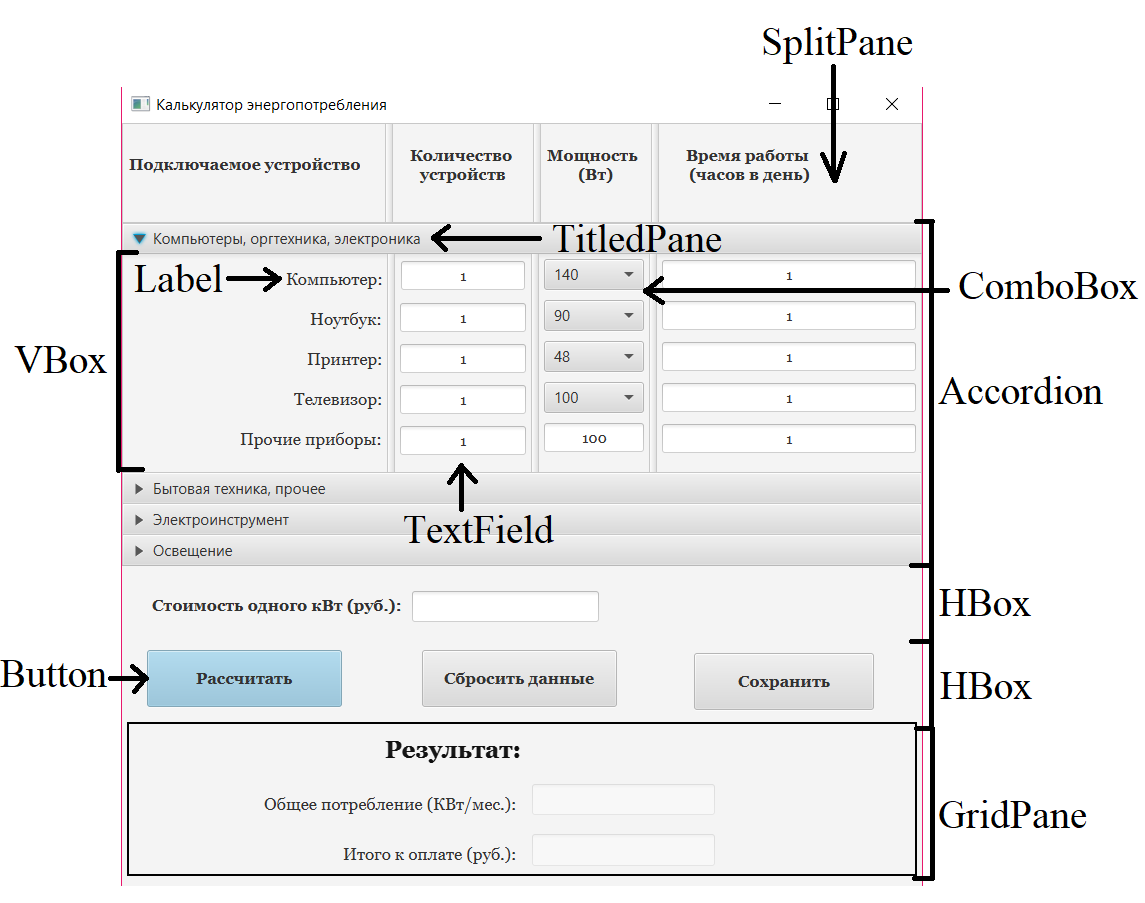 SplitPane
Калькулятор энергопотребления
Подключаемое устройство
Количество
устройств
Мощность
(Вт)
Время работы
(часов в день)
Компьютеры, оргтехника, электроника
TitledPane
Label
Компьютер:
1
140
1
ComboBox
Ноутбук:
1
90
1
VBox
Принтер:
1
48
1
Accordion
Телевизор:
1
100
1
Прочие приборы:
1
100
1
Бытовая техника, прочее
Электроинструмент
TextField
Освещение
Стоимость одного кВт (руб.):
HBox
Button
Рассчитать
Сбросить данные
Сохранить
HBox
Результат:
Общее потребление (КВт/мес.):
GridPane
Итого к оплате (руб.):